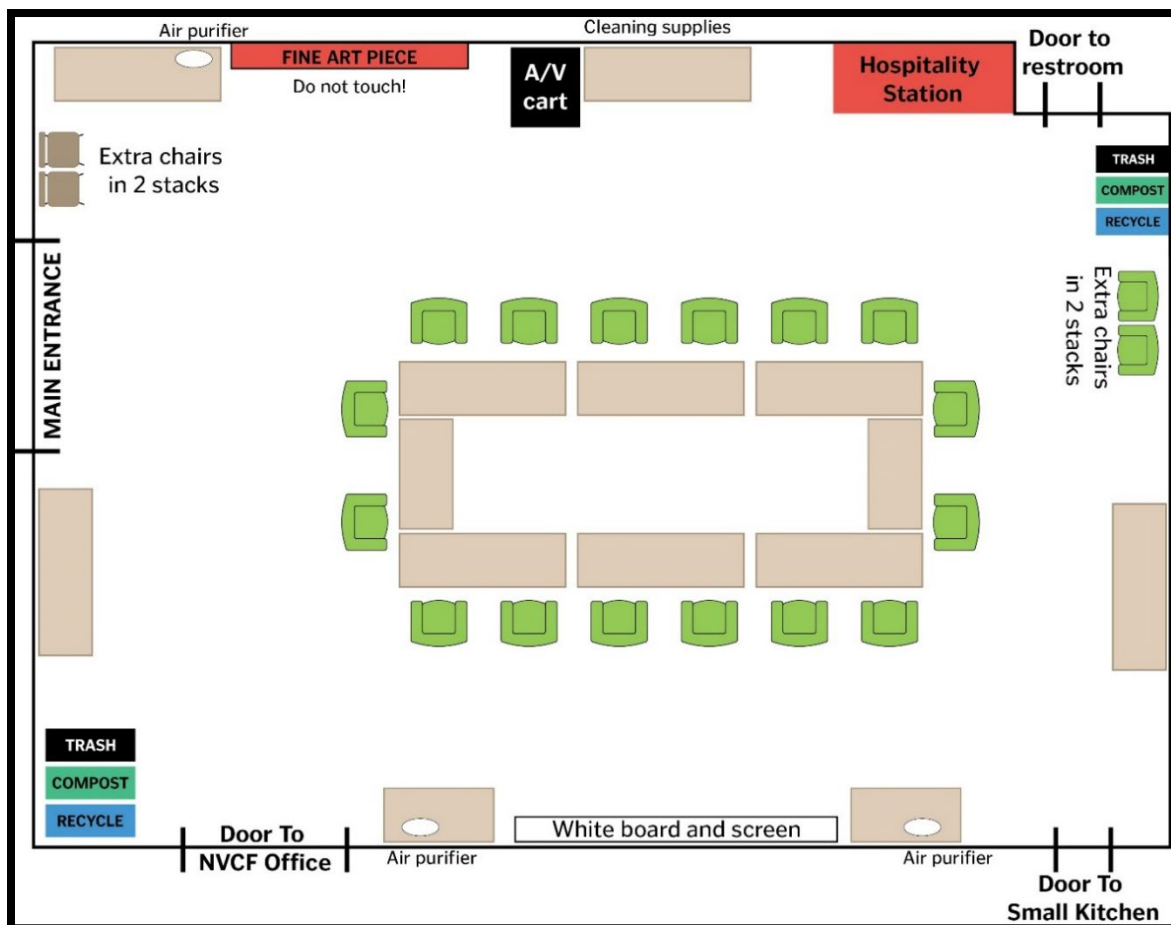 Air purifier
FINE ART PIECE
Do not touch!
A/V
cart
Cleaning supplies
Hospitality
Station
Door to
restroom
Extra chairs
in 2 stacks
TRASH
COMPOST
RECYCLE
MAIN ENTRANCE
Extra chairs
in 2 stacks
TRASH
COMPOST
RECYCLE
Door To
NVCF Office
Air purifier
White board and screen
Air purifier
Door To
Small Kitchen